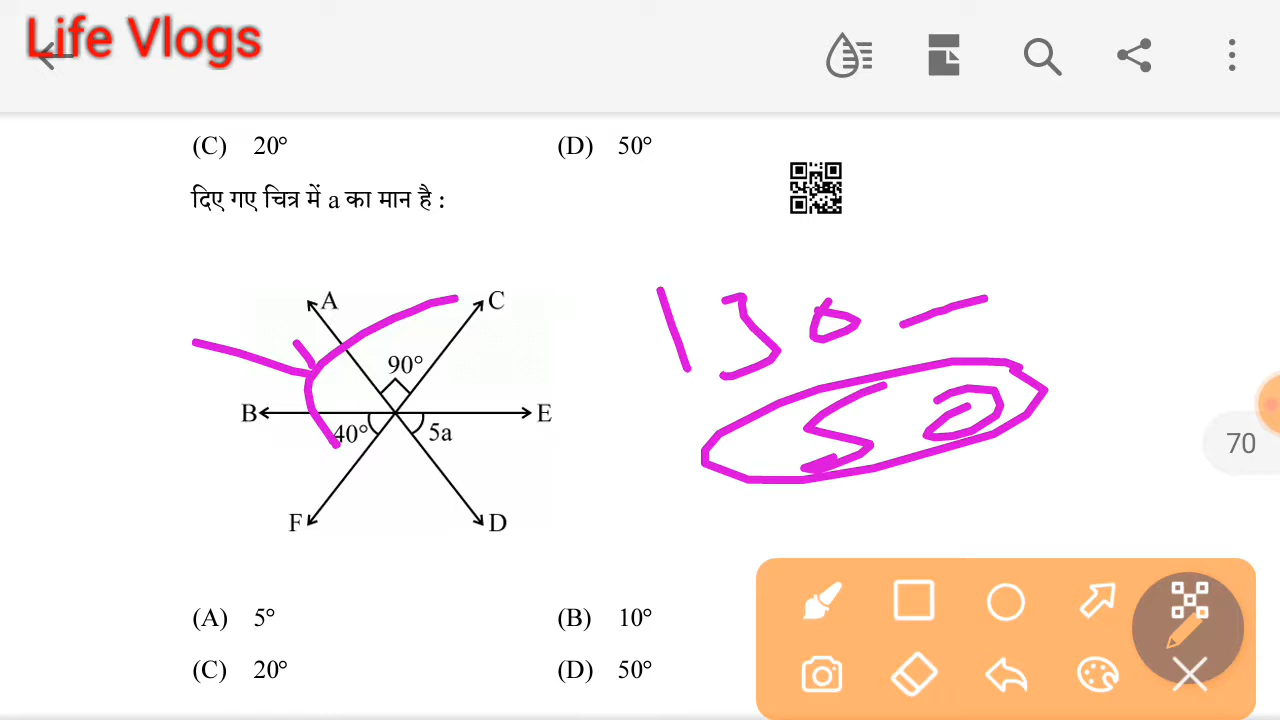 Life Vlogs
(C) 20° (D) 50°
दिए गए चित्र में a का मान है :
A C
90°
B E
40° 5a
F D
130 -
50
70
(A) 5° (B) 10°
(C) 20° (D) 50°